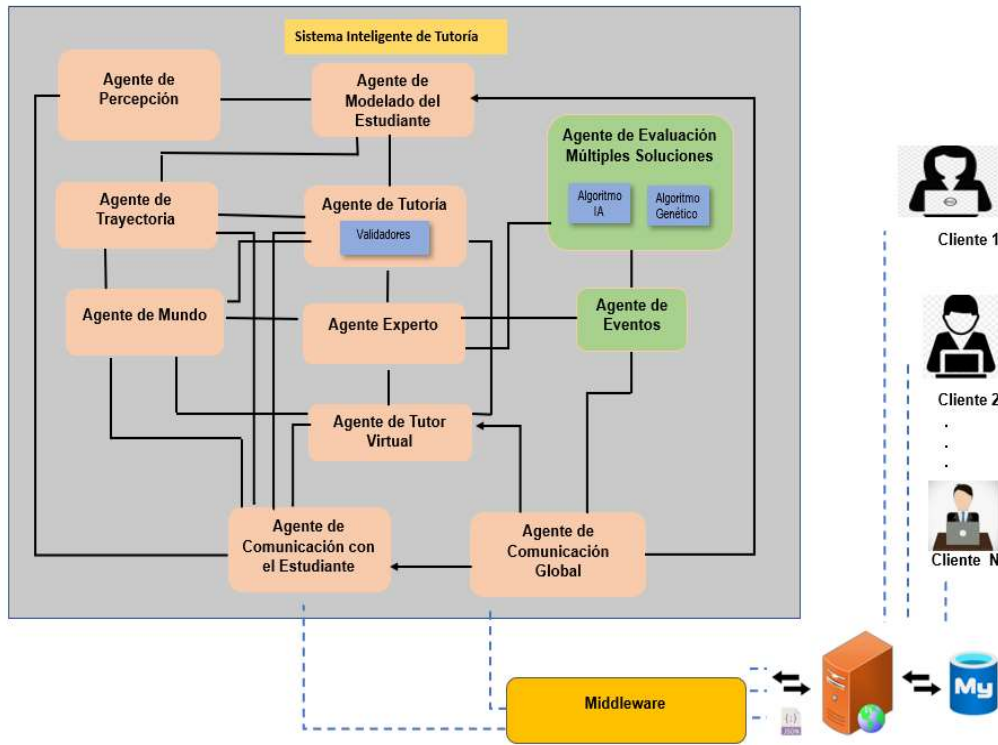 Sistema Inteligente de Tutoría
Agente de
Percepción
Agente de
Modelado del
Estudiante
Agente de Evaluación
Múltiples Soluciones
Algoritmo
IA
Algoritmo
Genético
Agente de
Trayectoria
Agente de Tutoría
Validadores
Cliente 1
Agente de Mundo
Agente Experto
Agente de
Eventos
Cliente 2
.
.
.
Agente de Tutor
Virtual
Agente de
Comunicación con
el Estudiante
Agente de
Comunicación
Global
Cliente N
Middleware
{:}
JSON
My